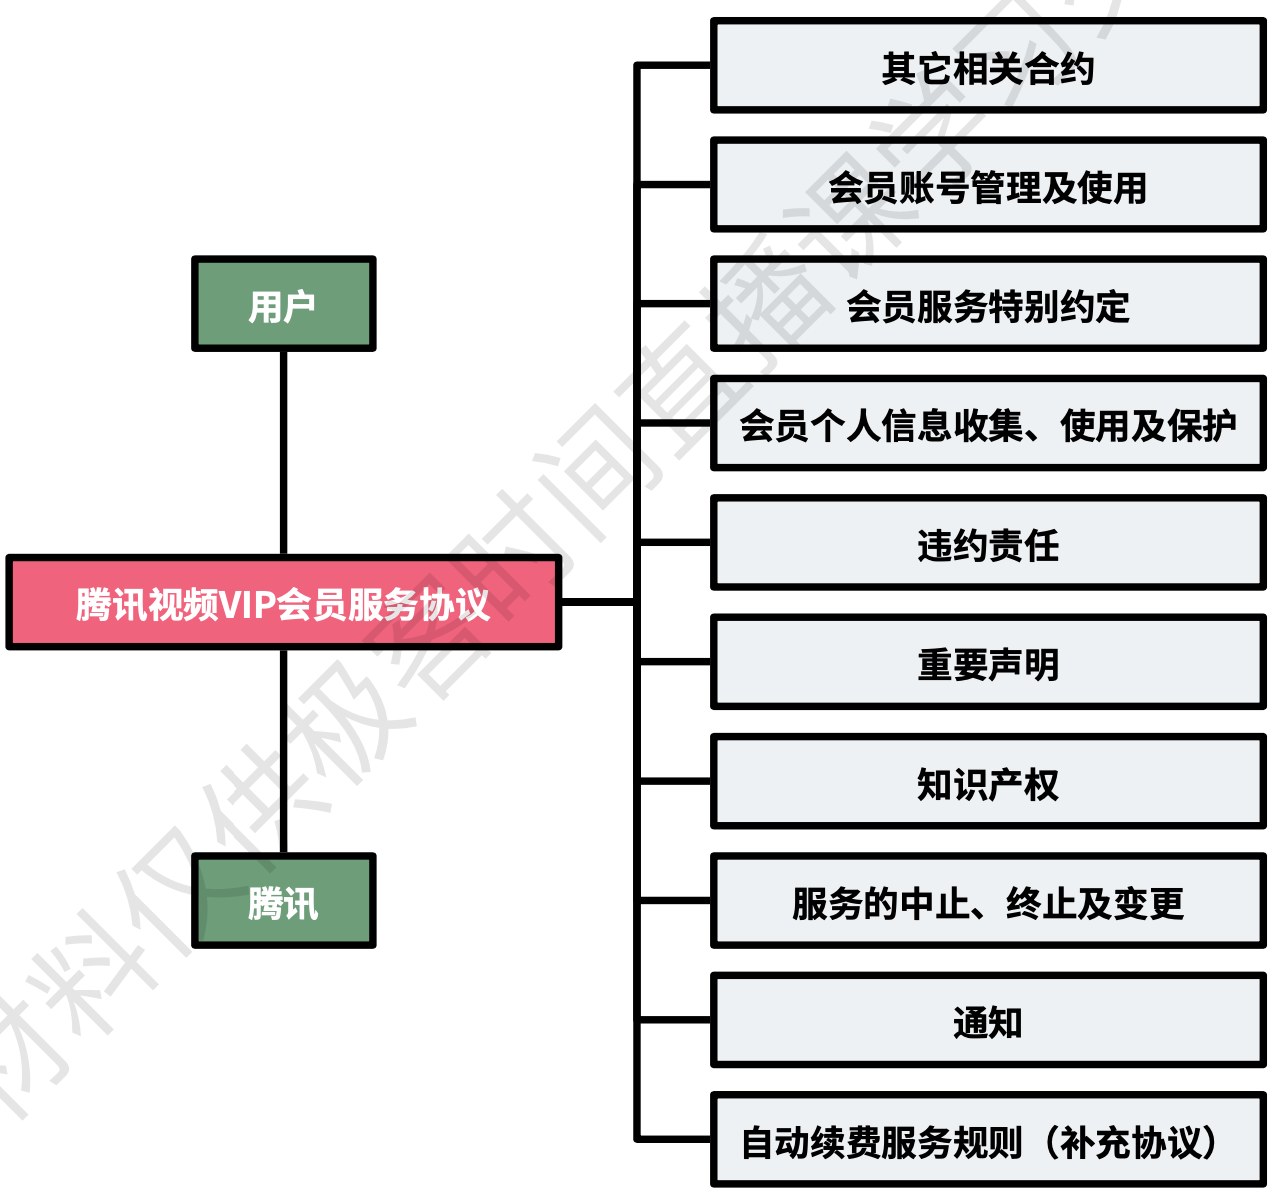 用户
腾讯视频VIP会员服务协议
腾讯
其它相关合约
会员账号管理及使用
会员服务特别约定
会员个人信息收集、使用及保护
违约责任
重要声明
知识产权
服务的中止、终止及变更
通知
自动续费服务规则（补充协议）
材料仅供极客时间直播课学习